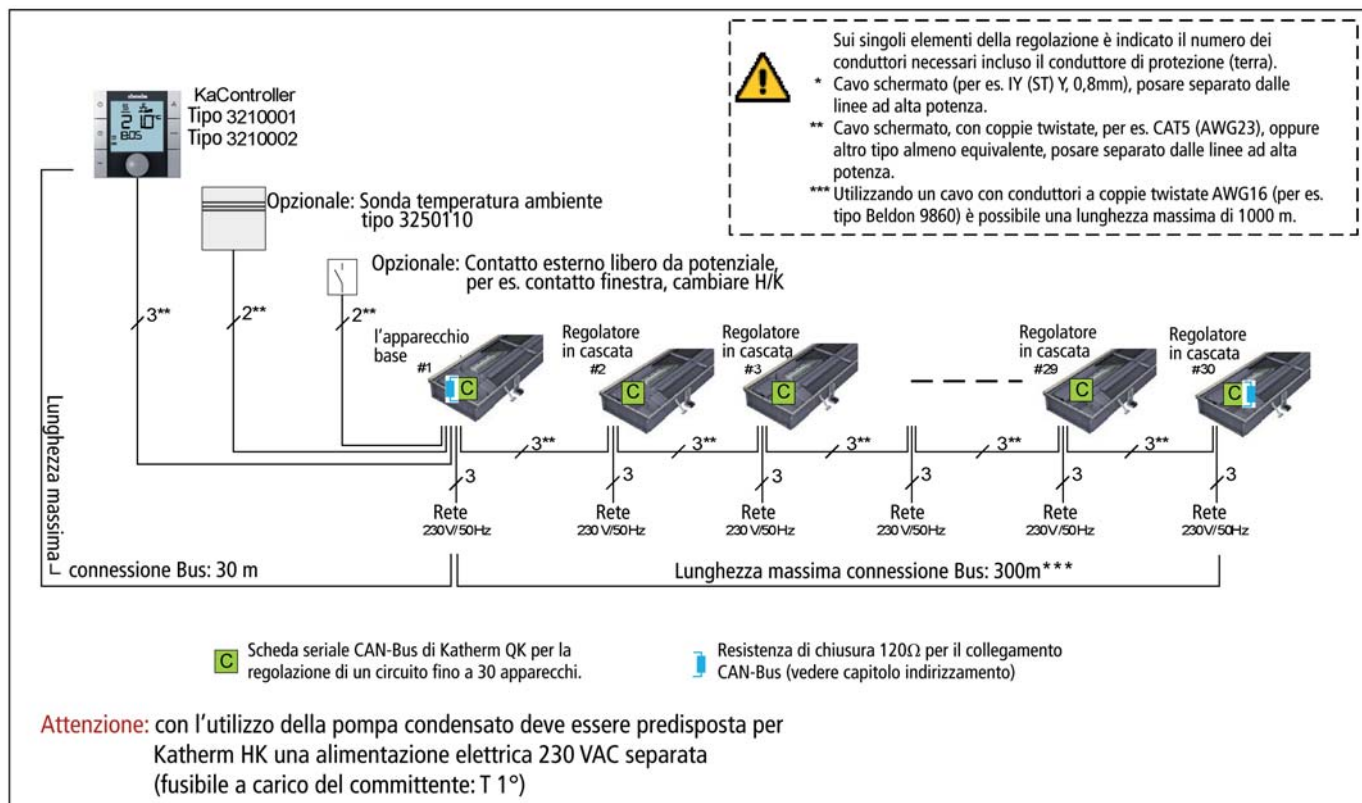 Sui singoli elementi della regolazione è indicato il numero dei
conduttori necessari incluso il conduttore di protezione (terra).
* Cavo schermato (per es. IY (ST) Y, 0,8mm), posare separato dalle
linee ad alta potenza.
** Cavo schermato, con coppie twistate, per es. CAT5 (AWG23), oppure
altro tipo almeno equivalente, posare separato dalle linee ad alta
potenza.
*** Utilizzando un cavo con conduttori a coppie twistate AWG16 (per es.
tipo Beldon 9860) è possibile una lunghezza massima di 1000 m.
KaController
Tipo 3210001
Tipo 3210002
Opzionale: Sonda temperatura ambiente
tipo 3250110
Opzionale: Contatto esterno libero da potenziale,
per es. contatto finestra, cambiare H/K
3**
2**
2**
l'apparecchio
base
#1
C
Regolatore
in cascata
#2
C
Regolatore
in cascata
#3
C
Regolatore
in cascata
#29
C
Regolatore
in cascata
#30
C
3**
3**
3**
3**
3**
3
3
3
3
3
3
Rete
230V/50Hz
Rete
230V/50Hz
Rete
230V/50Hz
Rete
230V/50Hz
Rete
230V/50Hz
Rete
230V/50Hz
Lunghezza massima
connessione Bus: 30 m
Lunghezza massima connessione Bus: 300m***
C
Scheda seriale CAN-Bus di Katherm QK per la
regolazione di un circuito fino a 30 apparecchi.
Resistenza di chiusura 120Ω per il collegamento
CAN-Bus (vedere capitolo indirizzamento)
Attenzione: con l'utilizzo della pompa condensato deve essere predisposta per
Katherm HK una alimentazione elettrica 230 VAC separata
(fusibile a carico del committente: T 1°)